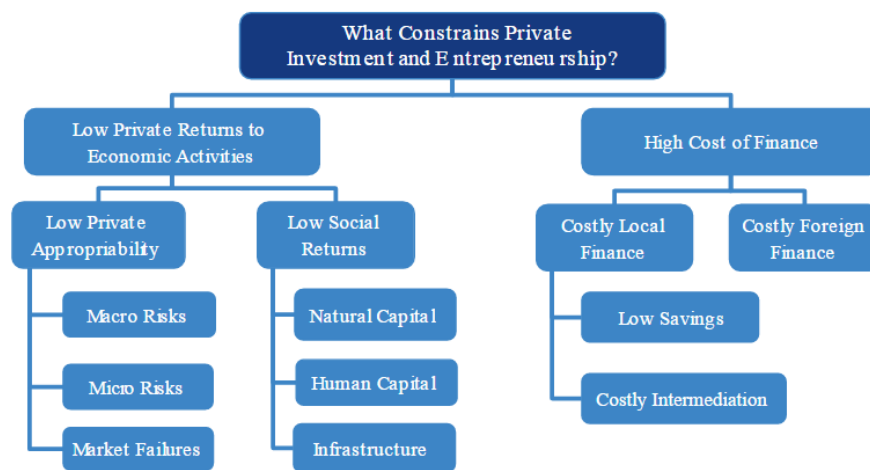 What Constrains Private
Investment and Entrepreneurship?
Low Private Returns to
Economic Activities
High Cost of Finance
Low Private
Appropriability
Low Social
Returns
Costly Local
Finance
Costly Foreign
Finance
Macro Risks
Natural Capital
Low Savings
Micro Risks
Human Capital
Costly Intermediation
Market Failures
Infrastructure